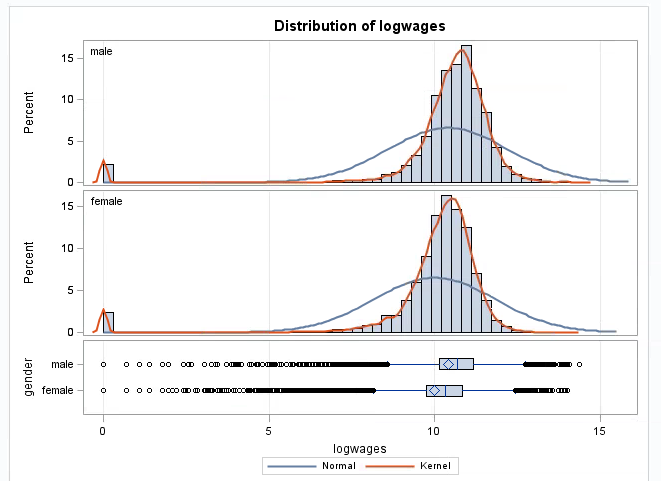 Distribution of logwages
male
15
10
5
0
Percent
female
15
10
5
0
Percent
male
female
gender
0 5 10 15
logwages
Normal Kernel